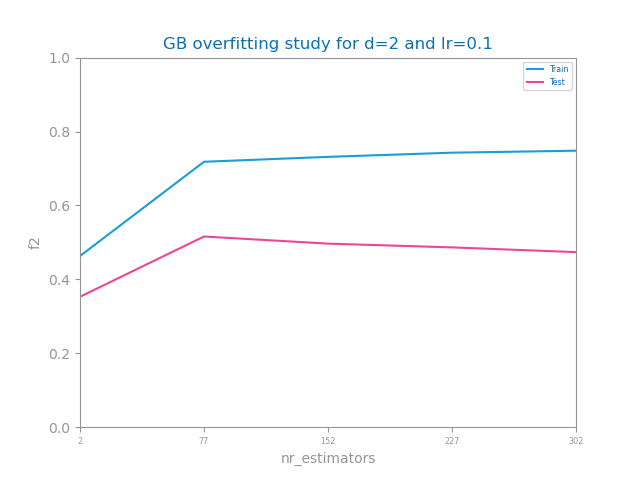 GB overfitting study for d=2 and lr=0.1
1.0
0.8
0.6
0.4
0.2
0.0
f2
Train
Test
2 77 152 227 302
nr_estimators